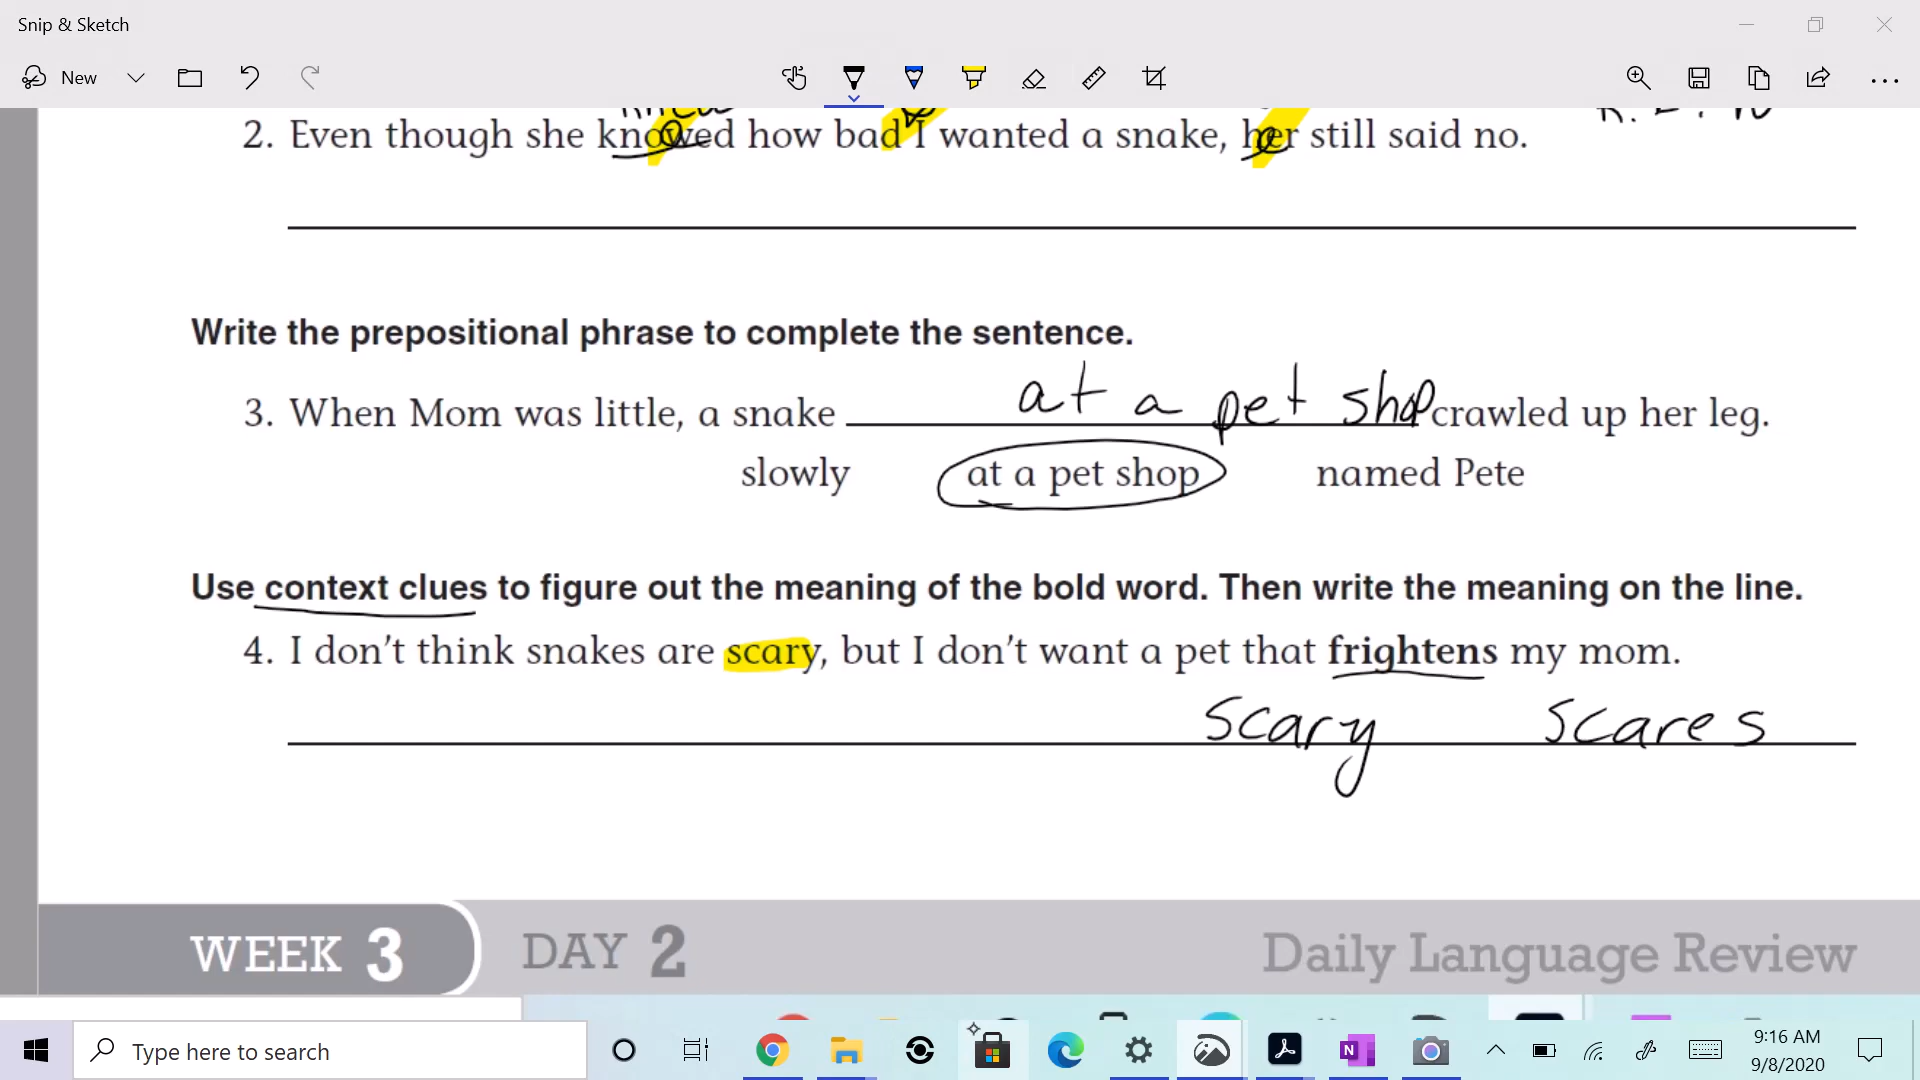 Snip & Sketch
New
2. Even though she knowed how bad I wanted a snake, her still said no.
Write the prepositional phrase to complete the sentence.
at a pet shop
3. When Mom was little, a snake crawled up her leg.
slowly at a pet shop named Pete
Use context clues to figure out the meaning of the bold word. Then write the meaning on the line.
4. I don't think snakes are scary, but I don't want a pet that frightens my mom.
scary scares
WEEK 3 DAY 2 Daily Language Review
Type here to search
9:16 AM
9/8/2020